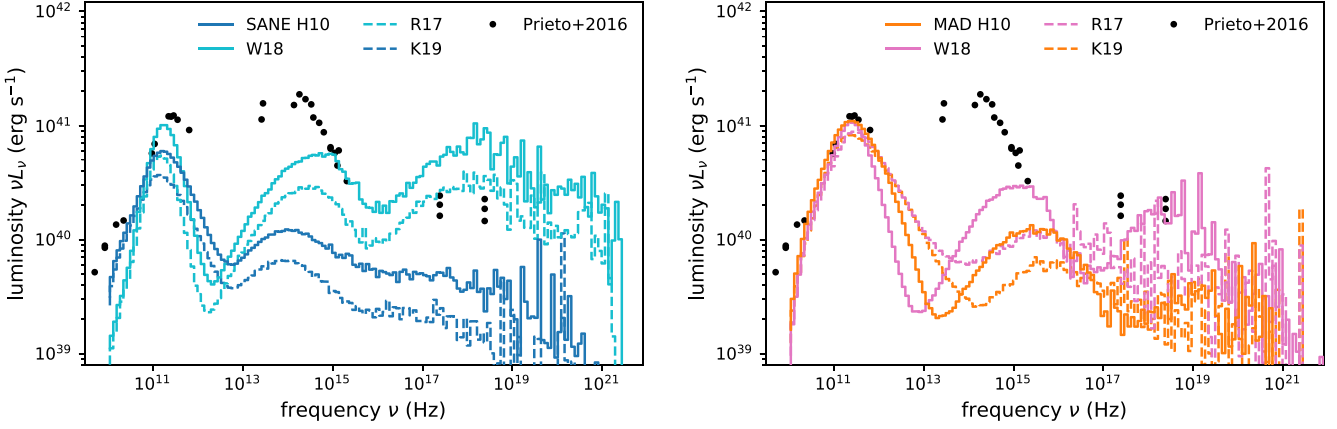 10^42
10^41
10^40
10^39
luminosity νL_ν (erg s^−1)
SANE H10
W18
R17
K19
Prieto+2016
10^11
10^13
10^15
10^17
10^19
10^21
frequency ν (Hz)
10^42
10^41
10^40
10^39
luminosity νL_ν (erg s^−1)
MAD H10
W18
R17
K19
Prieto+2016
10^11
10^13
10^15
10^17
10^19
10^21
frequency ν (Hz)